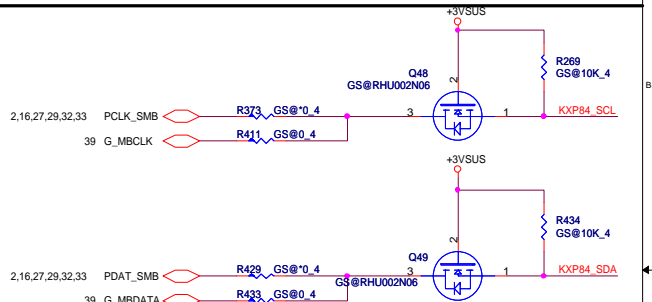 +3VSUS
R269
GS@10K_4
Q48
GS@RHU002N06
2
B
2,16,27,29,32,33 PCLK_SMB R373 GS@*0_4 3 1 KXP84_SCL
39 G_MBCLK R411 GS@0_4
+3VSUS
R434
GS@10K_4
2
Q49
2,16,27,29,32,33 PDAT_SMB R429 GS@*0_4 3 1 KXP84_SDA
GS@RHU002N06
39 G_MBDATA R433 GS@0_4